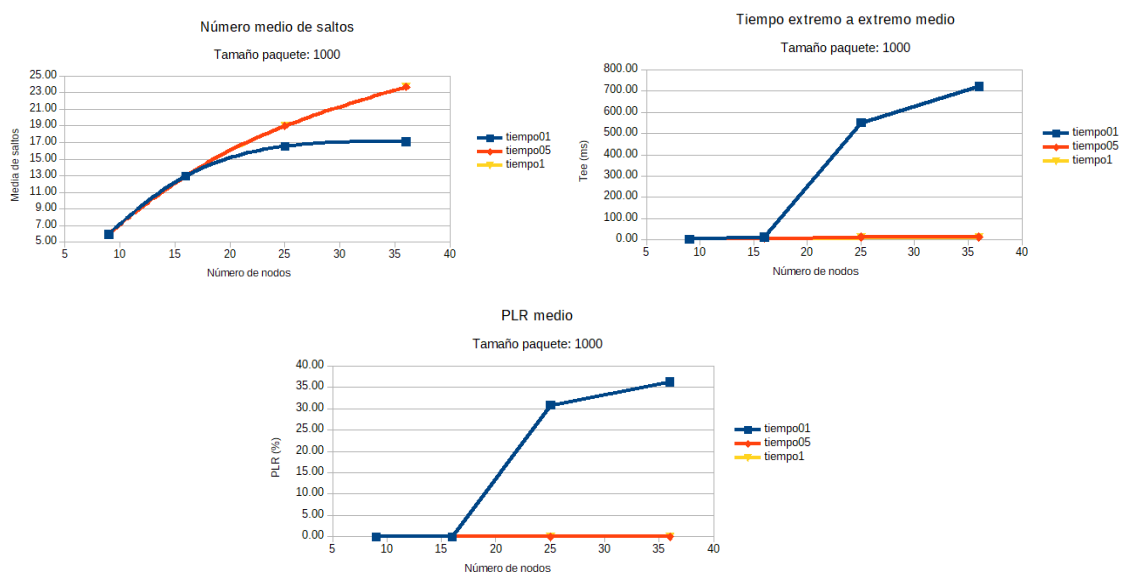 Número medio de saltos
Tamaño paquete: 1000
25.00
23.00
21.00
19.00
17.00
15.00
13.00
11.00
9.00
7.00
5.00
5
10
15
20
25
30
35
40
Media de saltos
Número de nodos
tiempo01
tiempo05
tiempo1
Tiempo extremo a extremo medio
Tamaño paquete: 1000
800.00
700.00
600.00
500.00
400.00
300.00
200.00
100.00
0.00
5
10
15
20
25
30
35
40
Tee (ms)
Número de nodos
tiempo01
tiempo05
tiempo1
PLR medio
Tamaño paquete: 1000
40.00
35.00
30.00
25.00
20.00
15.00
10.00
5.00
0.00
5
10
15
20
25
30
35
40
PLR (%)
Número de nodos
tiempo01
tiempo05
tiempo1